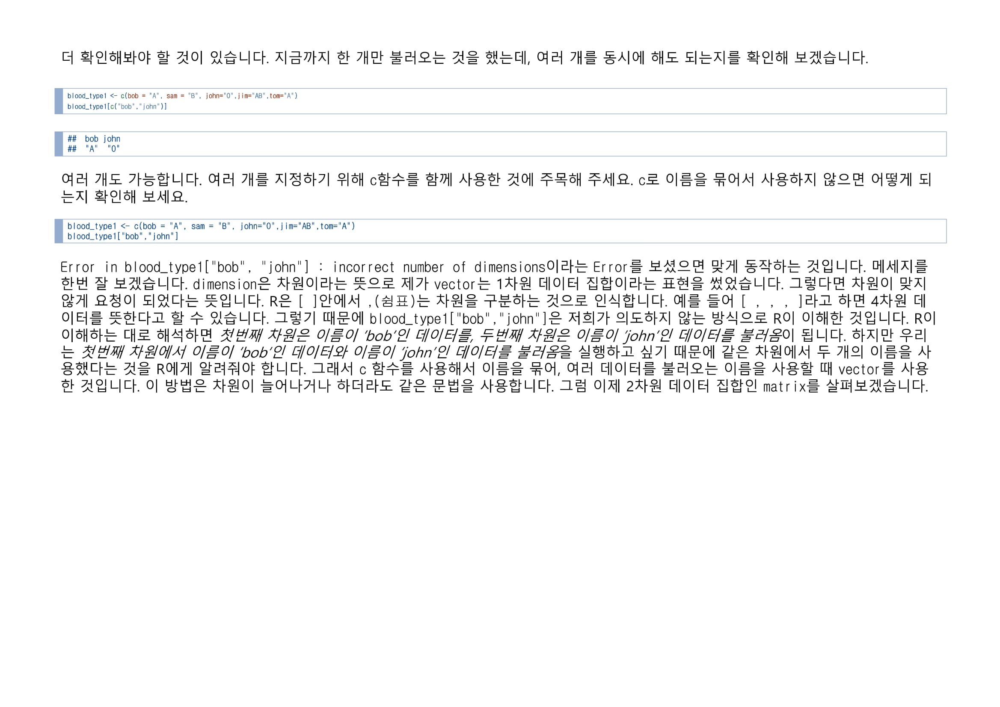 더 확인해봐야 할 것이 있습니다. 지금까지 한 개만 불러오는 것을 했는데, 여러 개를 동시에 해도 되는지를 확인해 보겠습니다.
blood_type1 <- c(bob = "A", sam = "B", john="O",jim="AB",tom="A")
blood_type1[c("bob","john")]
##  bob john
##  "A"  "O"
여러 개도 가능합니다. 여러 개를 지정하기 위해 c함수를 함께 사용한 것에 주목해 주세요. c로 이름을 묶어서 사용하지 않으면 어떻게 되
는지 확인해 보세요.
blood_type1 <- c(bob = "A", sam = "B", john="O",jim="AB",tom="A")
blood_type1["bob","john"]
Error in blood_type1["bob", "john"] : incorrect number of dimensions이라는 Error를 보셨으면 맞게 동작하는 것입니다. 메세지를
한번 잘 보겠습니다. dimension은 차원이라는 뜻으로 제가 vector는 1차원 데이터 집합이라는 표현을 썼었습니다. 그렇다면 차원이 맞지
않게 요청이 되었다는 뜻입니다. R은 [ ]안에서 ,(쉼표)는 차원을 구분하는 것으로 인식합니다. 예를 들어 [ , , , ]라고 하면 4차원 데
이터를 뜻한다고 할 수 있습니다. 그렇기 때문에 blood_type1["bob","john"]은 저희가 의도하지 않는 방식으로 R이 이해한 것입니다. R이
이해하는 대로 해석하면 첫번째 차원은 이름이 'bob'인 데이터를, 두번째 차원은 이름이 'john'인 데이터를 불러옴이 됩니다. 하지만 우리
는 첫번째 차원에서 이름이 'bob'인 데이터와 이름이 'john'인 데이터를 불러옴을 실행하고 싶기 때문에 같은 차원에서 두 개의 이름을 사
용했다는 것을 R에게 알려줘야 합니다. 그래서 c 함수를 사용해서 이름을 묶어, 여러 데이터를 불러오는 이름을 사용할 때 vector를 사용
한 것입니다. 이 방법은 차원이 늘어나거나 하더라도 같은 문법을 사용합니다. 그럼 이제 2차원 데이터 집합인 matrix를 살펴보겠습니다.